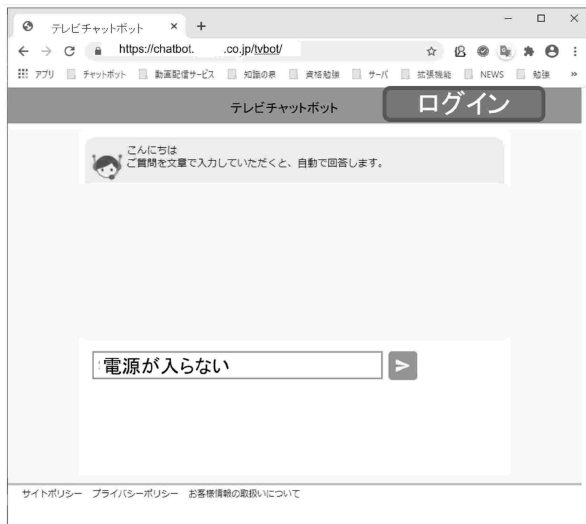 テレビチャットボット × +
https://chatbot. .co.jp/tvbot/
アプリ チャットボット 動画配信サービス 知識の泉 資格勉強 サーバ 拡張機能 NEWS 勉強 »
テレビチャットボット ログイン
こんにちは
ご質問を文章で入力していただくと、自動で回答します。
電源が入らない
サイトポリシー プライバシーポリシー お客様情報の取扱いについて